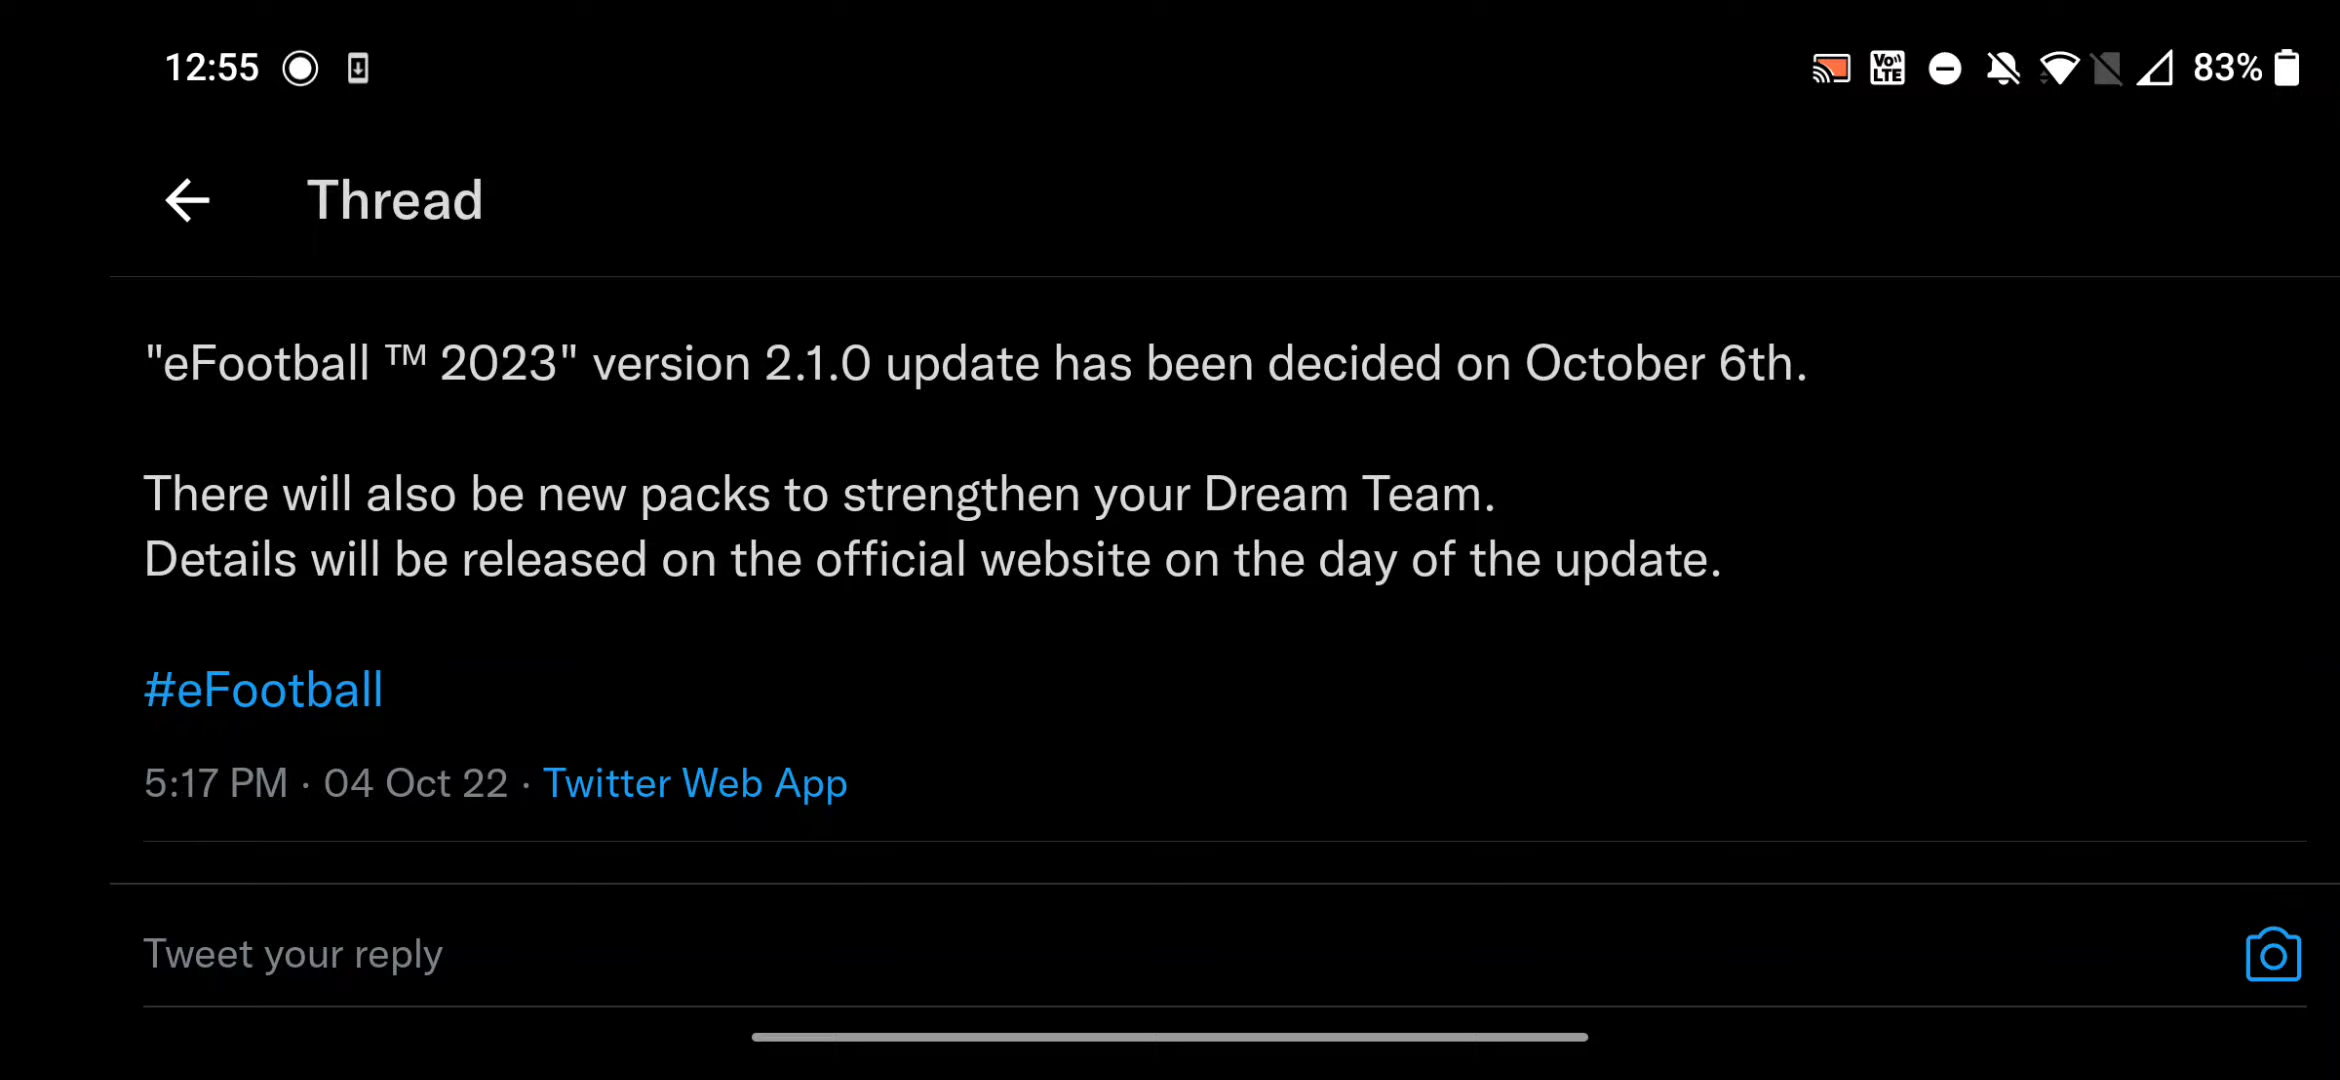 12:55
Vo LTE
83%
Thread
"eFootball ™ 2023" version 2.1.0 update has been decided on October 6th.
There will also be new packs to strengthen your Dream Team.
Details will be released on the official website on the day of the update.
#eFootball
5:17 PM · 04 Oct 22 · Twitter Web App
Tweet your reply